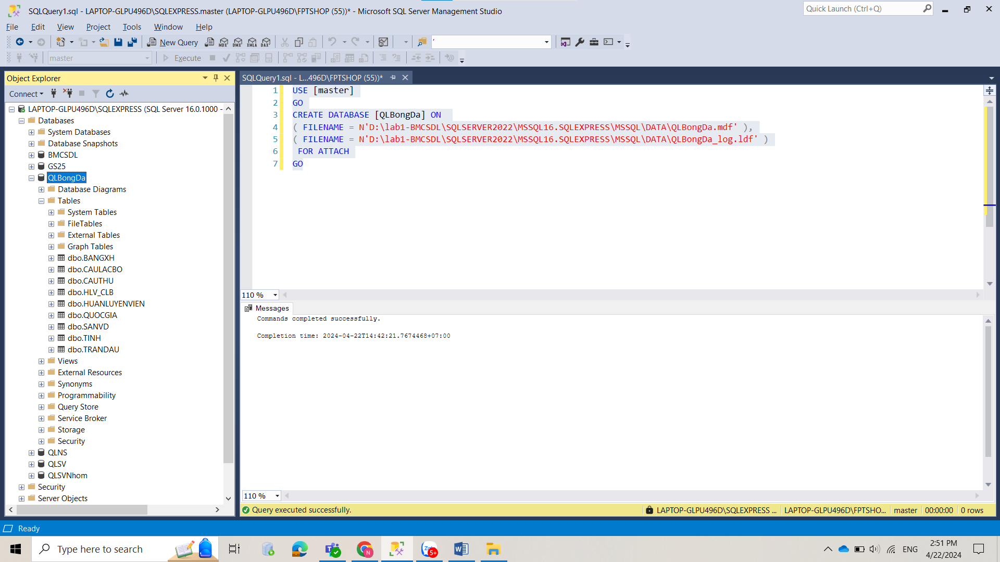 SQLQuery1.sql - LAPTOP-GLPU496D\SQLEXPRESS.master (LAPTOP-GLPU496D\FPTSHOP (55))* - Microsoft SQL Server Management Studio
Quick Launch (Ctrl+Q)
File Edit View Project Tools Window Help
New Query MDX DMX XMLA DAX
master Execute
Object Explorer
Connect
LAPTOP-GLPU496D\SQLEXPRESS (SQL Server 16.0.1000 -
Databases
System Databases
Database Snapshots
BMCSDL
GS25
QLBongDa
Database Diagrams
Tables
System Tables
FileTables
External Tables
Graph Tables
dbo.BANGXH
dbo.CAULACBO
dbo.CAUTHU
dbo.HLV_CLB
dbo.HUANLUYENVIEN
dbo.QUOCGIA
dbo.SANVD
dbo.TINH
dbo.TRANDAU
Views
External Resources
Synonyms
Programmability
Query Store
Service Broker
Storage
Security
QLNS
QLSV
QLSVNhom
Security
Server Objects
SQLQuery1.sql - L...496D\FPTSHOP (55))*
1 USE [master]
2 GO
3 CREATE DATABASE [QLBongDa] ON
4 ( FILENAME = N'D:\lab1-BMCSDL\SQLSERVER2022\MSSQL16.SQLEXPRESS\MSSQL\DATA\QLBongDa.mdf' ),
5 ( FILENAME = N'D:\lab1-BMCSDL\SQLSERVER2022\MSSQL16.SQLEXPRESS\MSSQL\DATA\QLBongDa_log.ldf' )
6 FOR ATTACH
7 GO
110 %
Messages
Commands completed successfully.
Completion time: 2024-04-22T14:42:21.7674468+07:00
110 %
Query executed successfully.
LAPTOP-GLPU496D\SQLEXPRESS ... LAPTOP-GLPU496D\FPTSHO... master 00:00:00 0 rows
Ready
Type here to search
N
5+
ENG
2:51 PM
4/22/2024